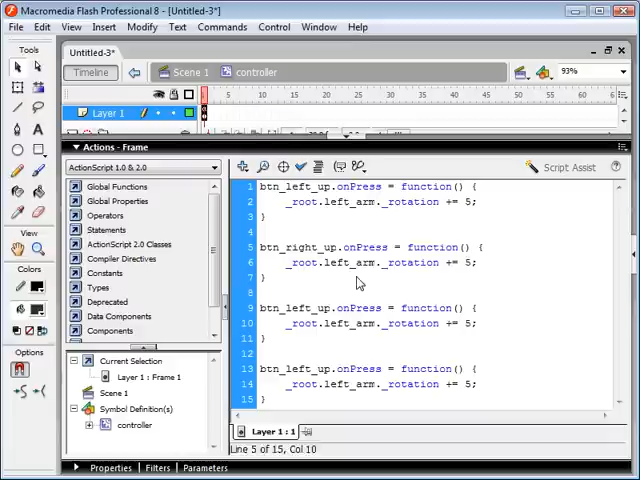 Macromedia Flash Professional 8 - [Untitled-3*]
File Edit View Insert Modify Text Commands Control Window Help
Tools
Untitled-3*
Timeline Scene 1 controller 93%
1 5 10 15 20 25 30 35 40 45 50 55 60 65
Layer 1
Actions - Frame
ActionScript 1.0 & 2.0
Script Assist
Global Functions
Global Properties
Operators
Statements
ActionScript 2.0 Classes
Compiler Directives
Constants
Types
Deprecated
Data Components
Components
Current Selection
Layer 1 : Frame 1
Scene 1
Symbol Definition(s)
controller
1 btn_left_up.onPress = function() {
2 _root.left_arm._rotation += 5;
3 }
4
5 btn_right_up.onPress = function() {
6 _root.left_arm._rotation += 5;
7 }
8
9 btn_left_up.onPress = function() {
10 _root.left_arm._rotation += 5;
11 }
12
13 btn_left_up.onPress = function() {
14 _root.left_arm._rotation += 5;
15 }
Layer 1 : 1
Line 5 of 15, Col 10
View
Colors
Options
Properties Filters Parameters